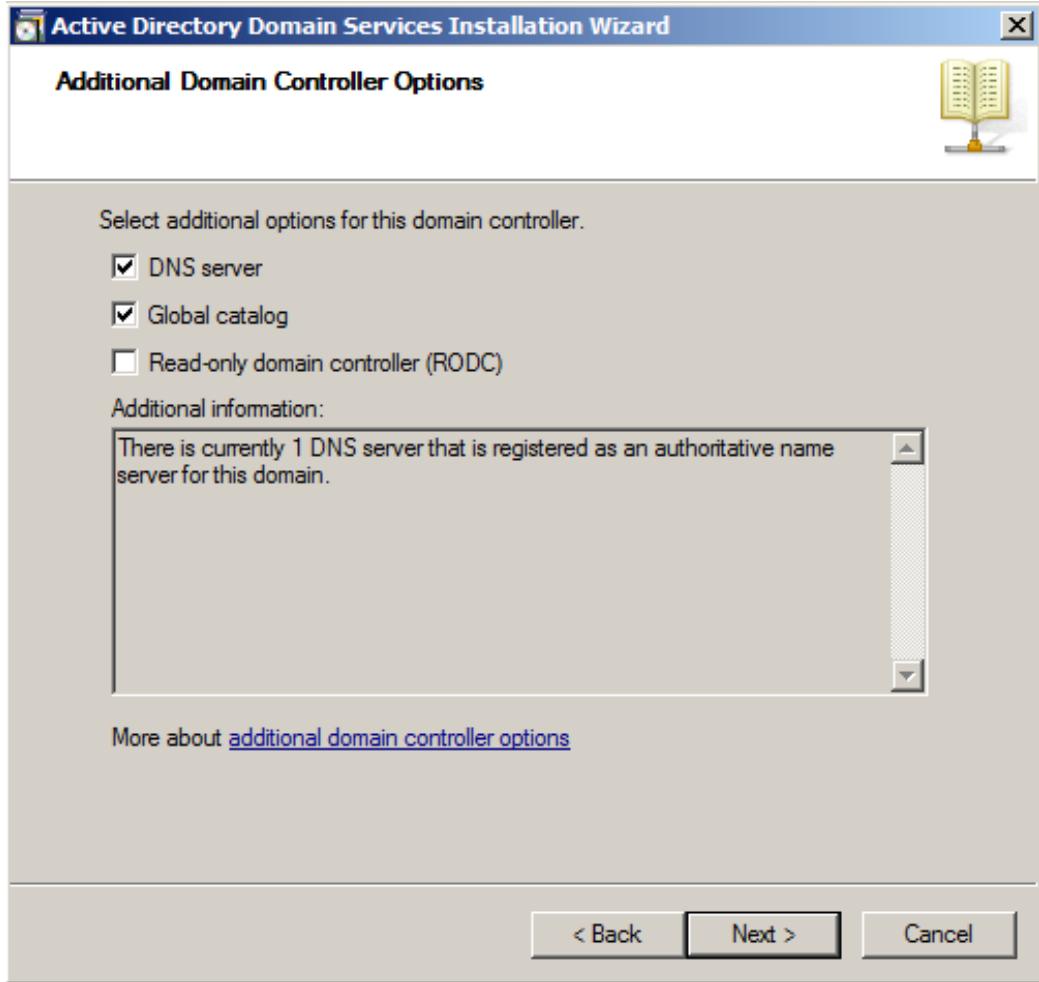 Active Directory Domain Services Installation Wizard
Additional Domain Controller Options
Select additional options for this domain controller.
DNS server
Global catalog
Read-only domain controller (RODC)
Additional information:
There is currently 1 DNS server that is registered as an authoritative name
server for this domain.
More about additional domain controller options
< Back
Next >
Cancel